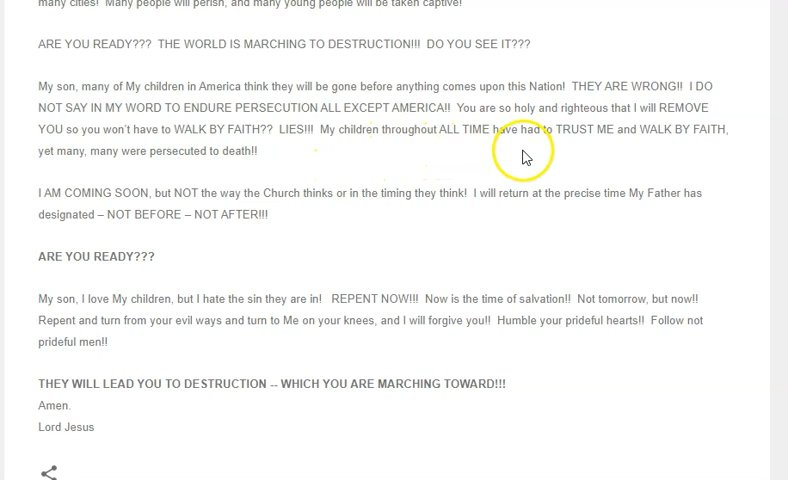 many cities!  Many people will perish, and many young people will be taken captive!
ARE YOU READY???  THE WORLD IS MARCHING TO DESTRUCTION!!!  DO YOU SEE IT???
My son, many of My children in America think they will be gone before anything comes upon this Nation!  THEY ARE WRONG!!  I DO
NOT SAY IN MY WORD TO ENDURE PERSECUTION ALL EXCEPT AMERICA!!  You are so holy and righteous that I will REMOVE
YOU so you won't have to WALK BY FAITH??  LIES!!!  My children throughout ALL TIME have had to TRUST ME and WALK BY FAITH,
yet many, many were persecuted to death!!
I AM COMING SOON, but NOT the way the Church thinks or in the timing they think!  I will return at the precise time My Father has
designated – NOT BEFORE – NOT AFTER!!!
ARE YOU READY???
My son, I love My children, but I hate the sin they are in!   REPENT NOW!!!  Now is the time of salvation!!  Not tomorrow, but now!!
Repent and turn from your evil ways and turn to Me on your knees, and I will forgive you!!  Humble your prideful hearts!!  Follow not
prideful men!!
THEY WILL LEAD YOU TO DESTRUCTION -- WHICH YOU ARE MARCHING TOWARD!!!
Amen.
Lord Jesus